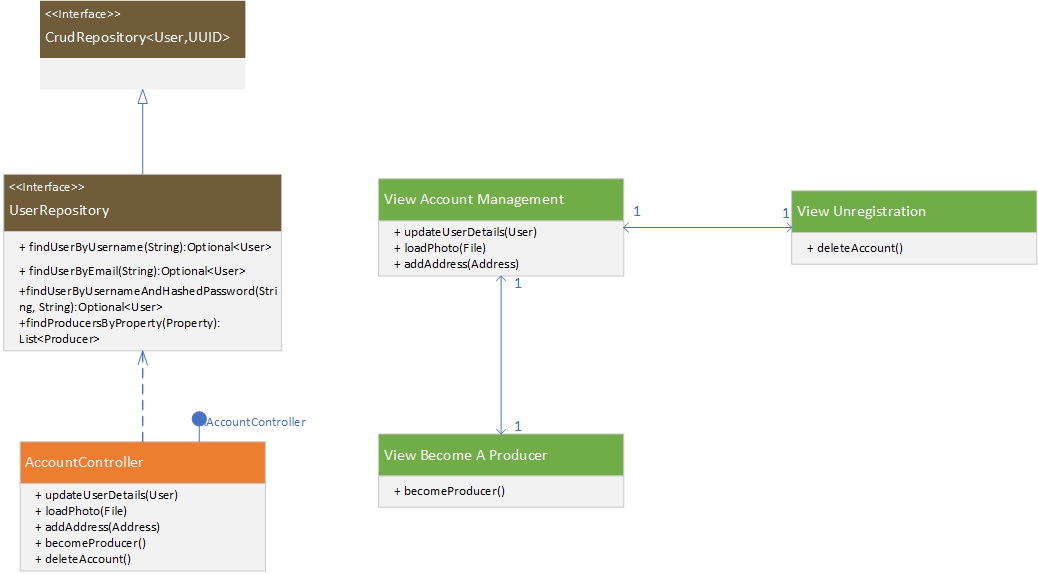 <<Interface>>
CrudRepository<User,UUID>
<<Interface>>
UserRepository
+ findUserByUsername(String):Optional<User>
+ findUserByEmail(String):Optional<User>
+findUserByUsernameAndHashedPassword(Stri
ng, String):Optional<User>
+findProducersByProperty(Property):
List<Producer>
AccountController
AccountController
+ updateUserDetails(User)
+ loadPhoto(File)
+ addAddress(Address)
+ becomeProducer()
+ deleteAccount()
View Account Management
+ updateUserDetails(User)
+ loadPhoto(File)
+ addAddress(Address)
1
1
View Unregistration
+ deleteAccount()
1
1
View Become A Producer
+ becomeProducer()